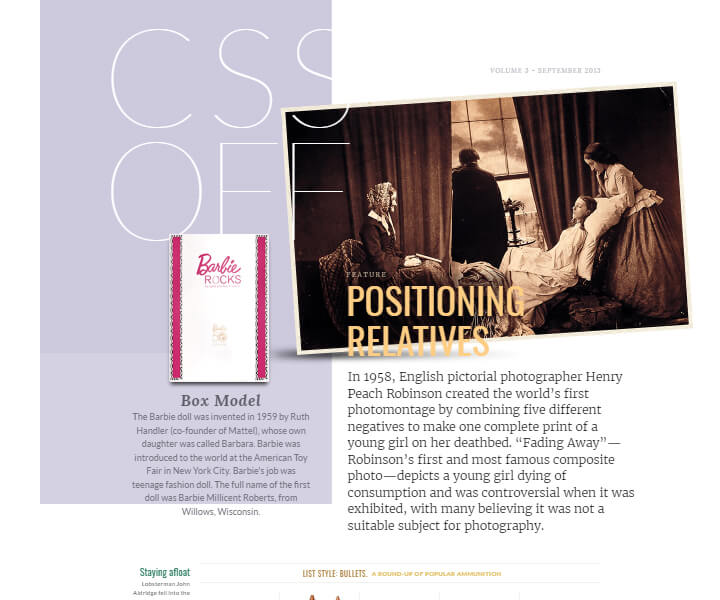 CSS
OFF
VOLUME 3 - SEPTEMBER 2013
Barbie
ROCKS
FEATURE
POSITIONING
RELATIVES
Box Model
The Barbie doll was invented in 1959 by Ruth
Handler (co-founder of Mattel), whose own
daughter was called Barbara. Barbie was
introduced to the world at the American Toy
Fair in New York City. Barbie's job was
teenage fashion doll. The full name of the first
doll was Barbie Millicent Roberts, from
Willows, Wisconsin.
In 1958, English pictorial photographer Henry
Peach Robinson created the world’s first
photomontage by combining five different
negatives to make one complete print of a
young girl on her deathbed. “Fading Away”—
Robinson’s first and most famous composite
photo—depicts a young girl dying of
consumption and was controversial when it was
exhibited, with many believing it was not a
suitable subject for photography.
Staying afloat
Lobsterman John
Aldridge fell into the
LIST STYLE: BULLETS. A ROUND-UP OF POPULAR AMMUNITION